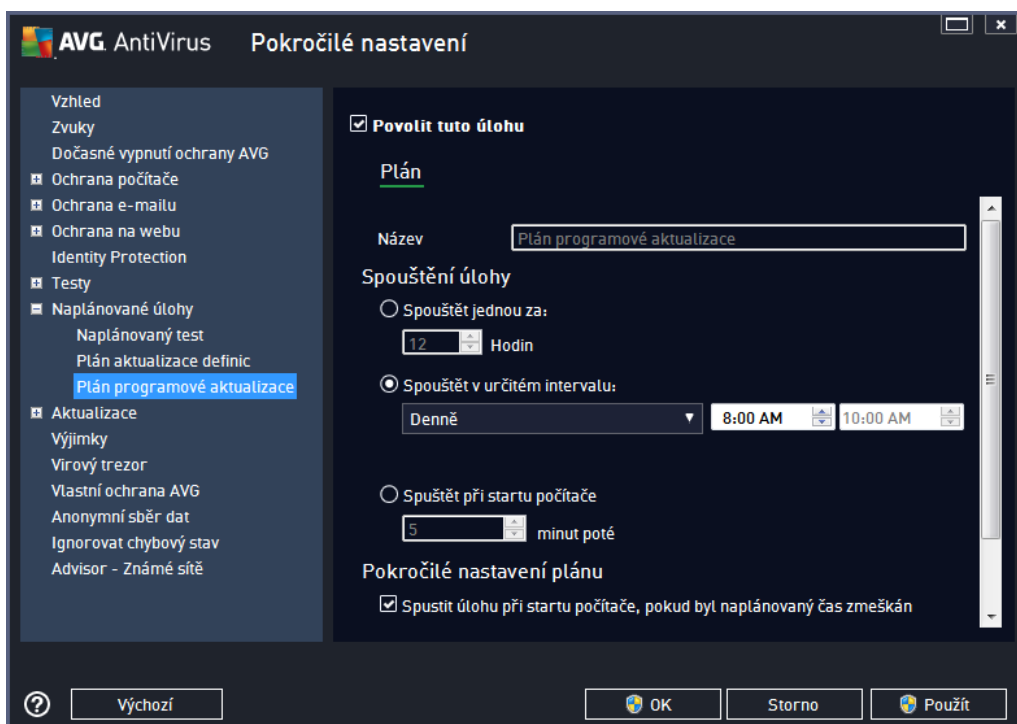 AVG. AntiVirus Pokročilé nastavení
Vzhled
Zvuky
Dočasné vypnutí ochrany AVG
Ochrana počítače
Ochrana e-mailu
Ochrana na webu
Identity Protection
Testy
Naplánované úlohy
Naplánovaný test
Plán aktualizace definic
Plán programové aktualizace
Aktualizace
Výjimky
Virový trezor
Vlastní ochrana AVG
Anonymní sběr dat
Ignorovat chybový stav
Advisor - Známé sítě
Povolit tuto úlohu
Plán
Název Plán programové aktualizace
Spouštění úlohy
Spouštět jednou za:
12 Hodin
Spouštět v určitém intervalu:
Denně 8:00 AM 10:00 AM
Spuštět při startu počítače
5 minut poté
Pokročilé nastavení plánu
Spustit úlohu při startu počítače, pokud byl naplánovaný čas zmeškán
? Výchozí OK Storno Použít